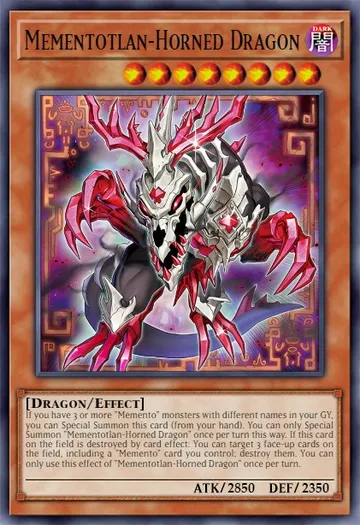 Mementotlan-Horned Dragon
DARK
闇
[Dragon/Effect]
If you have 3 or more "Memento" monsters with different names in your GY,
you can Special Summon this card (from your hand). You can only Special
Summon "Mementotlan-Horned Dragon" once per turn this way. If this card
on the field is destroyed by card effect: You can target 3 face-up cards on
the field, including a "Memento" card you control; destroy them. You can
only use this effect of "Mementotlan-Horned Dragon" once per turn.
ATK/2850 DEF/2350